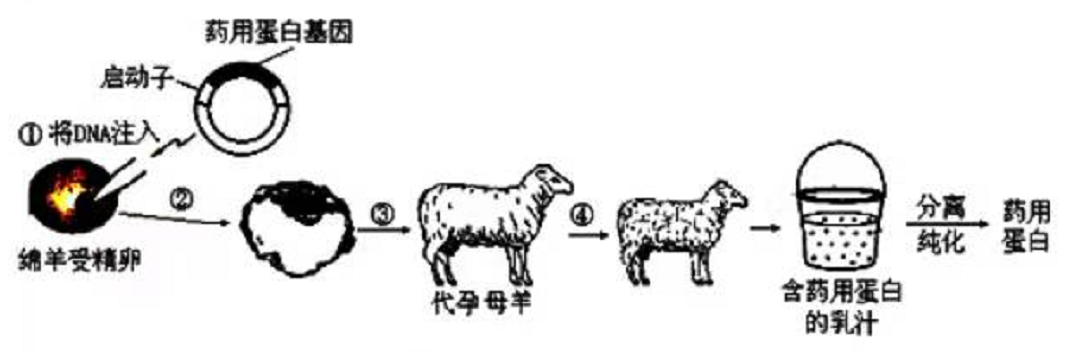 药用蛋白基因
启动子
①将DNA注入
②
③
④
绵羊受精卵
代孕母羊
含药用蛋白
的乳汁
分离
纯化
药用
蛋白